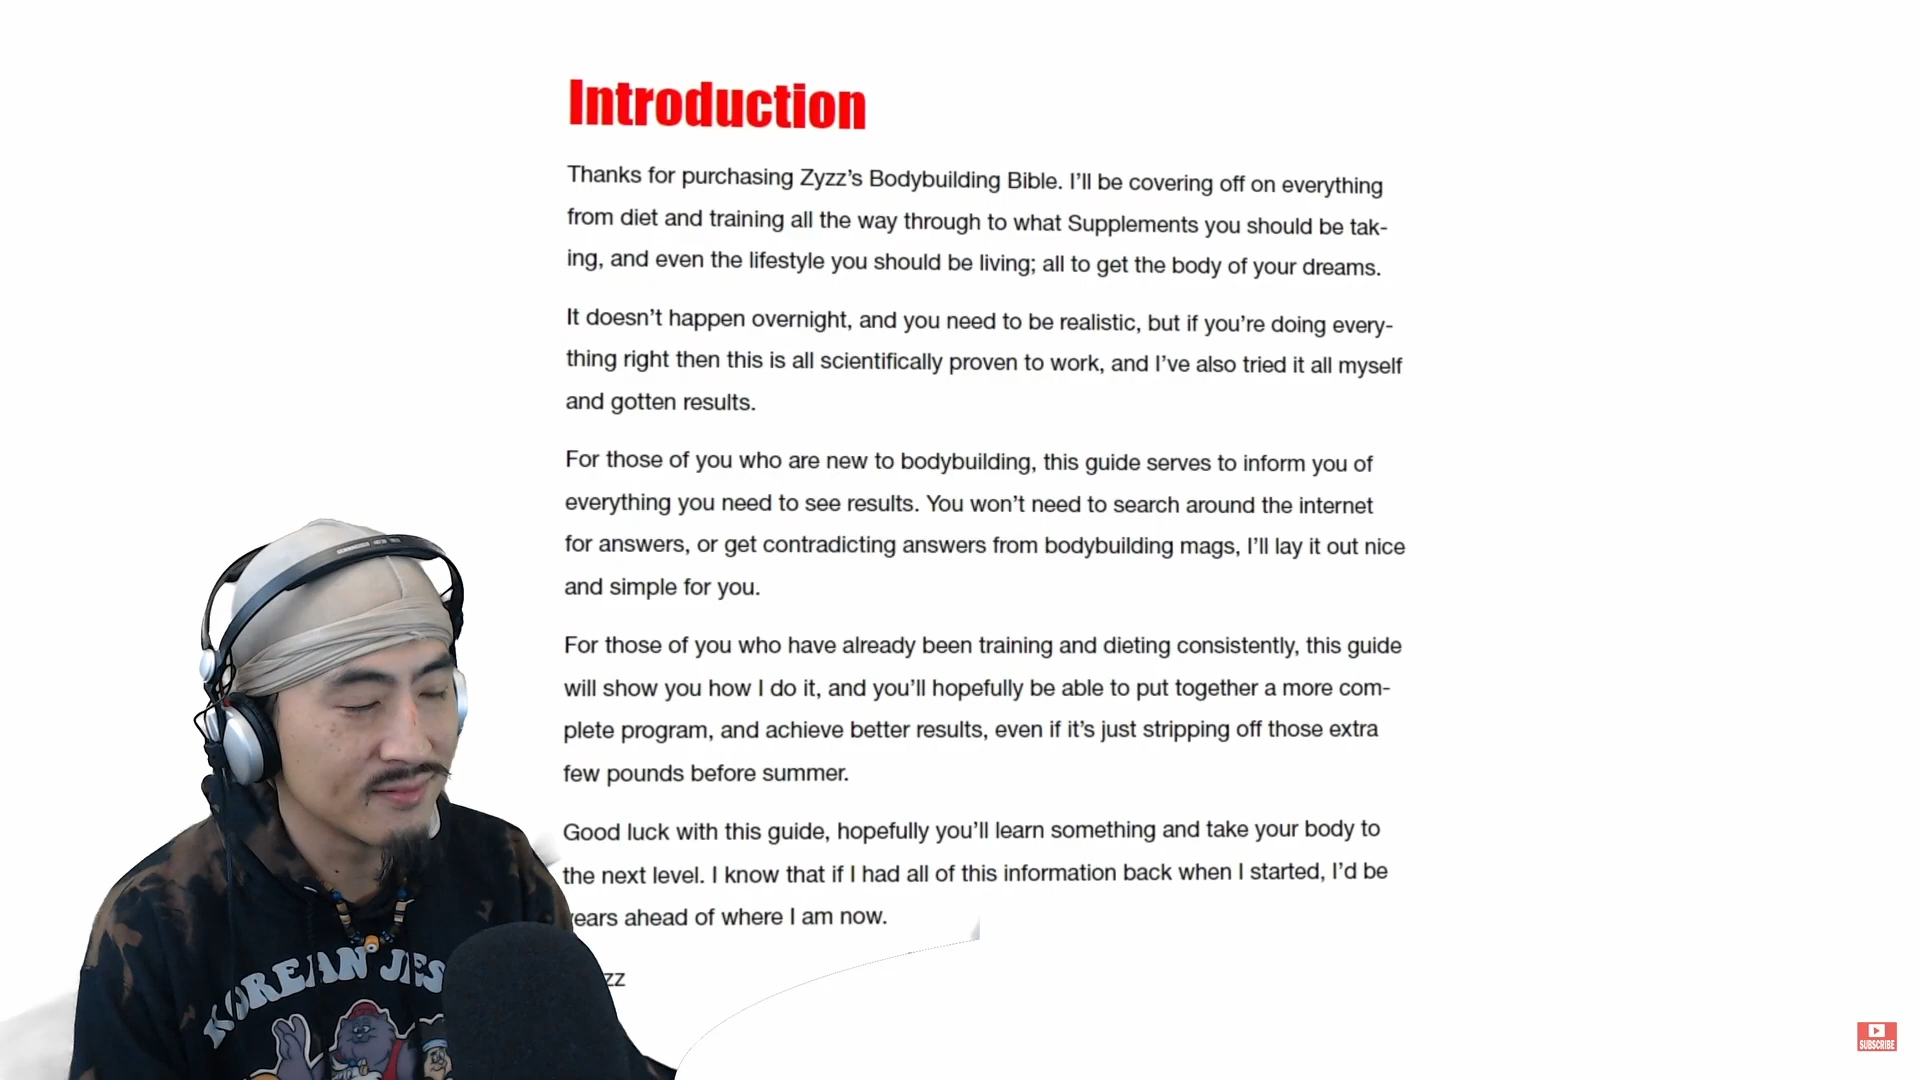 Introduction
Thanks for purchasing Zyzz’s Bodybuilding Bible. I’ll be covering off on everything
from diet and training all the way through to what Supplements you should be tak-
ing, and even the lifestyle you should be living; all to get the body of your dreams.
It doesn’t happen overnight, and you need to be realistic, but if you’re doing every-
thing right then this is all scientifically proven to work, and I’ve also tried it all myself
and gotten results.
For those of you who are new to bodybuilding, this guide serves to inform you of
everything you need to see results. You won’t need to search around the internet
for answers, or get contradicting answers from bodybuilding mags, I’ll lay it out nice
and simple for you.
For those of you who have already been training and dieting consistently, this guide
will show you how I do it, and you’ll hopefully be able to put together a more com-
plete program, and achieve better results, even if it’s just stripping off those extra
few pounds before summer.
Good luck with this guide, hopefully you’ll learn something and take your body to
the next level. I know that if I had all of this information back when I started, I’d be
ears ahead of where I am now.
zz
KOREAN
SUBSCRIBE